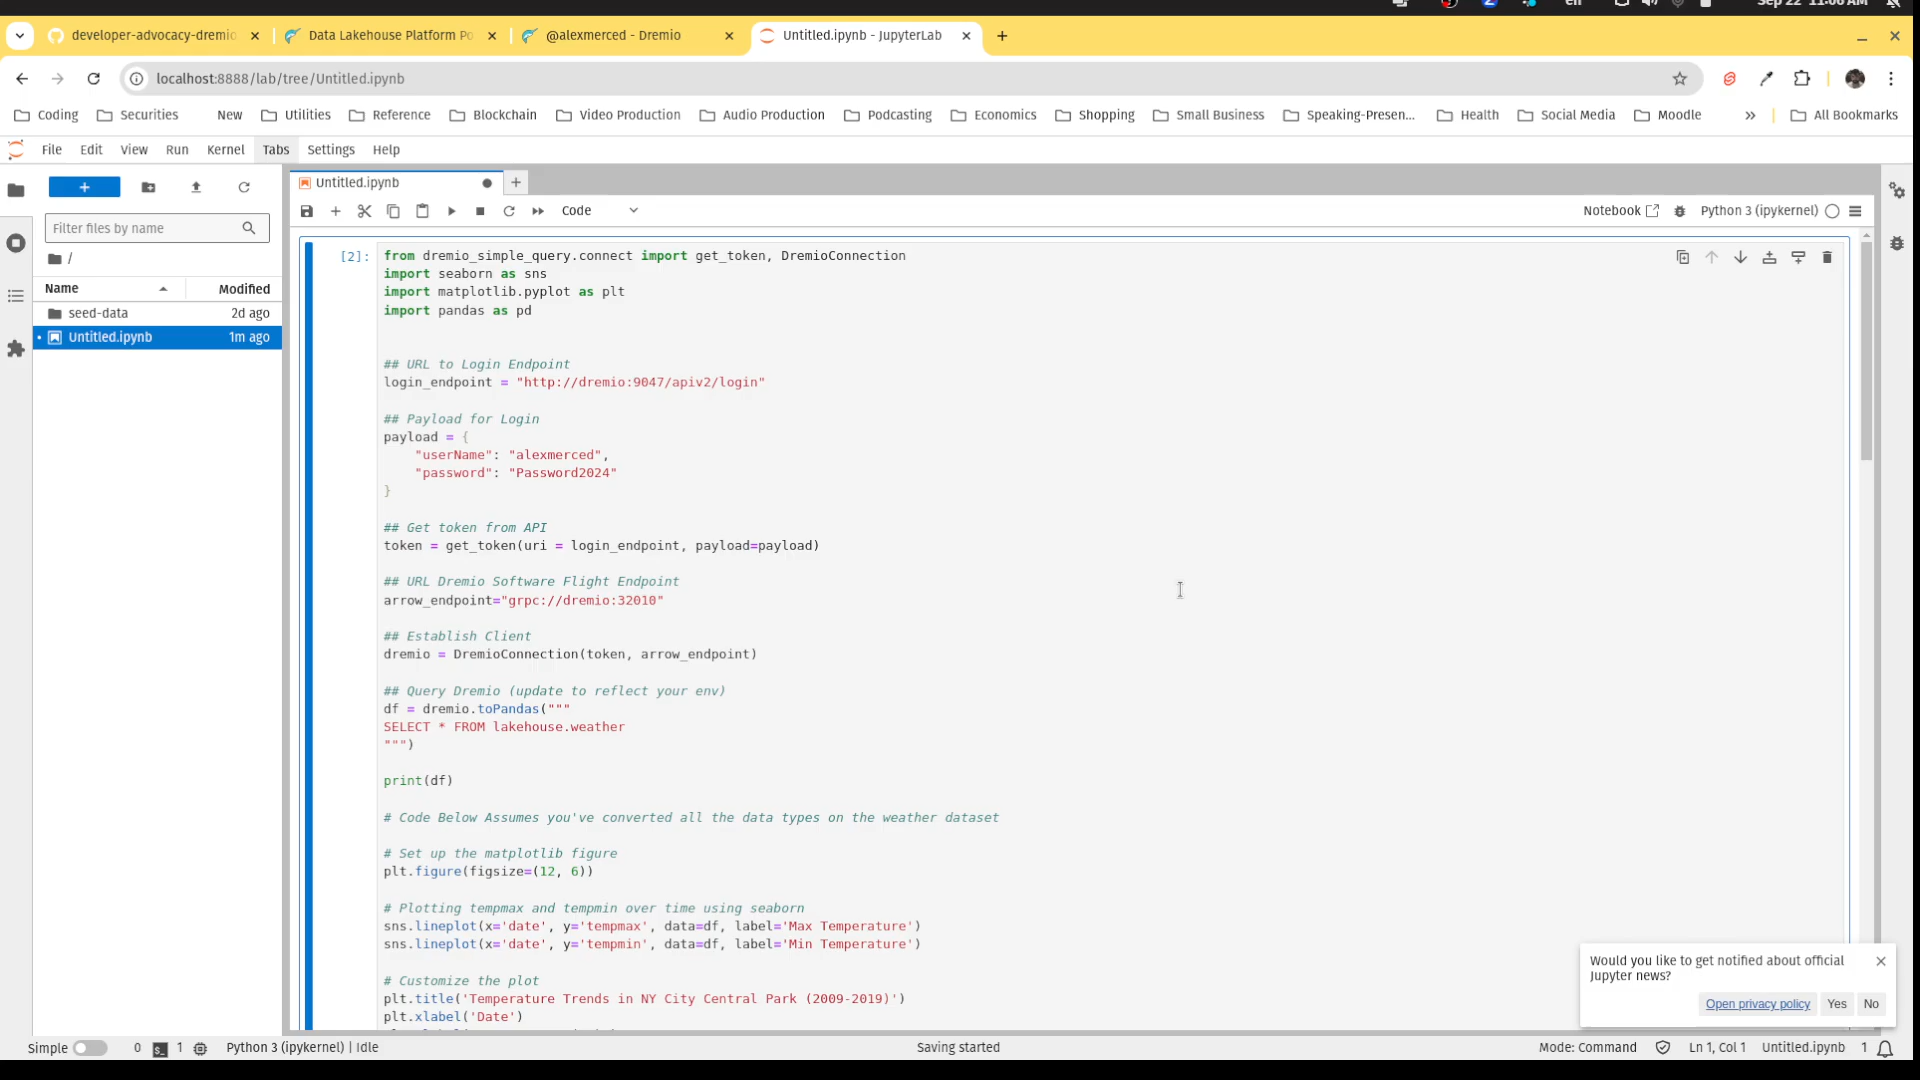 Sep 22 11:06 AM
en
developer-advocacy-dremio
Data Lakehouse Platform Po
@alexmerced - Dremio
Untitled.ipynb - JupyterLab
localhost:8888/lab/tree/Untitled.ipynb
Coding
Securities
New
Utilities
Reference
Blockchain
Video Production
Audio Production
Podcasting
Economics
Shopping
Small Business
Speaking-Presen...
Health
Social Media
Moodle
All Bookmarks
File
Edit
View
Run
Kernel
Tabs
Settings
Help
Filter files by name
/
Name
Modified
seed-data
2d ago
Untitled.ipynb
1m ago
Untitled.ipynb
Code
Notebook
Python 3 (ipykernel)
[2]:
from dremio_simple_query.connect import get_token, DremioConnection
import seaborn as sns
import matplotlib.pyplot as plt
import pandas as pd
## URL to Login Endpoint
login_endpoint = "http://dremio:9047/apiv2/login"
## Payload for Login
payload = {
"userName": "alexmerced",
"password": "Password2024"
}
## Get token from API
token = get_token(uri = login_endpoint, payload=payload)
## URL Dremio Software Flight Endpoint
arrow_endpoint="grpc://dremio:32010"
## Establish Client
dremio = DremioConnection(token, arrow_endpoint)
## Query Dremio (update to reflect your env)
df = dremio.toPandas("""
SELECT * FROM lakehouse.weather
""")
print(df)
# Code Below Assumes you've converted all the data types on the weather dataset
# Set up the matplotlib figure
plt.figure(figsize=(12, 6))
# Plotting tempmax and tempmin over time using seaborn
sns.lineplot(x='date', y='tempmax', data=df, label='Max Temperature')
sns.lineplot(x='date', y='tempmin', data=df, label='Min Temperature')
# Customize the plot
plt.title('Temperature Trends in NY City Central Park (2009-2019)')
plt.xlabel('Date')
Would you like to get notified about official
Jupyter news?
Open privacy policy
Yes
No
Simple
0
1
Python 3 (ipykernel) | Idle
Saving started
Mode: Command
Ln 1, Col 1
Untitled.ipynb
1